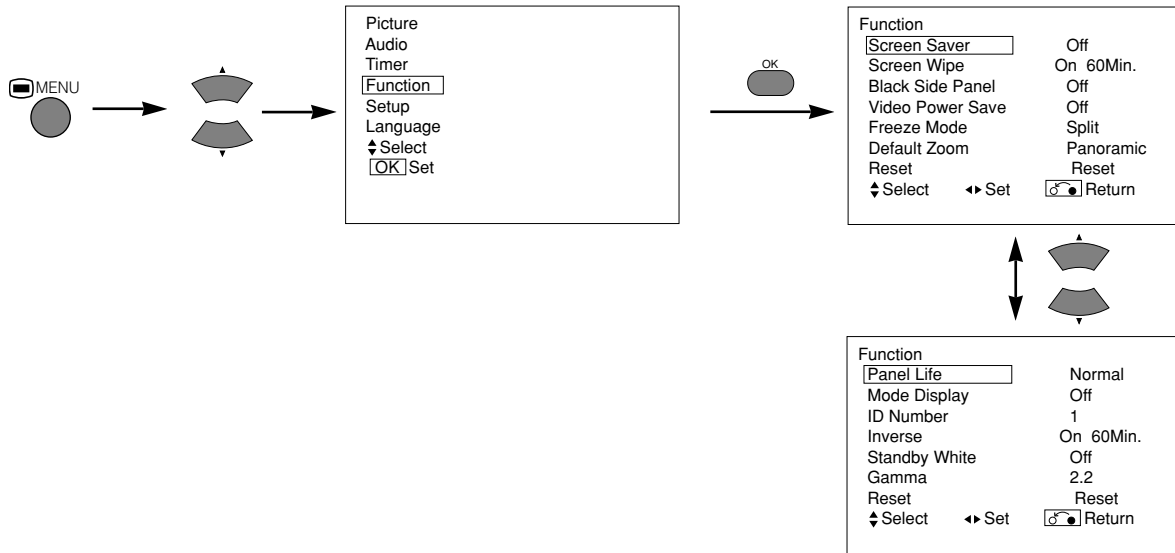 MENU
Picture
Audio
Timer
Function
Setup
Language
Select
OK Set
OK
Function
Screen Saver Off
Screen Wipe On 60Min.
Black Side Panel Off
Video Power Save Off
Freeze Mode Split
Default Zoom Panoramic
Reset Reset
Select Set Return
Function
Panel Life Normal
Mode Display Off
ID Number 1
Inverse On 60Min.
Standby White Off
Gamma 2.2
Reset Reset
Select Set Return